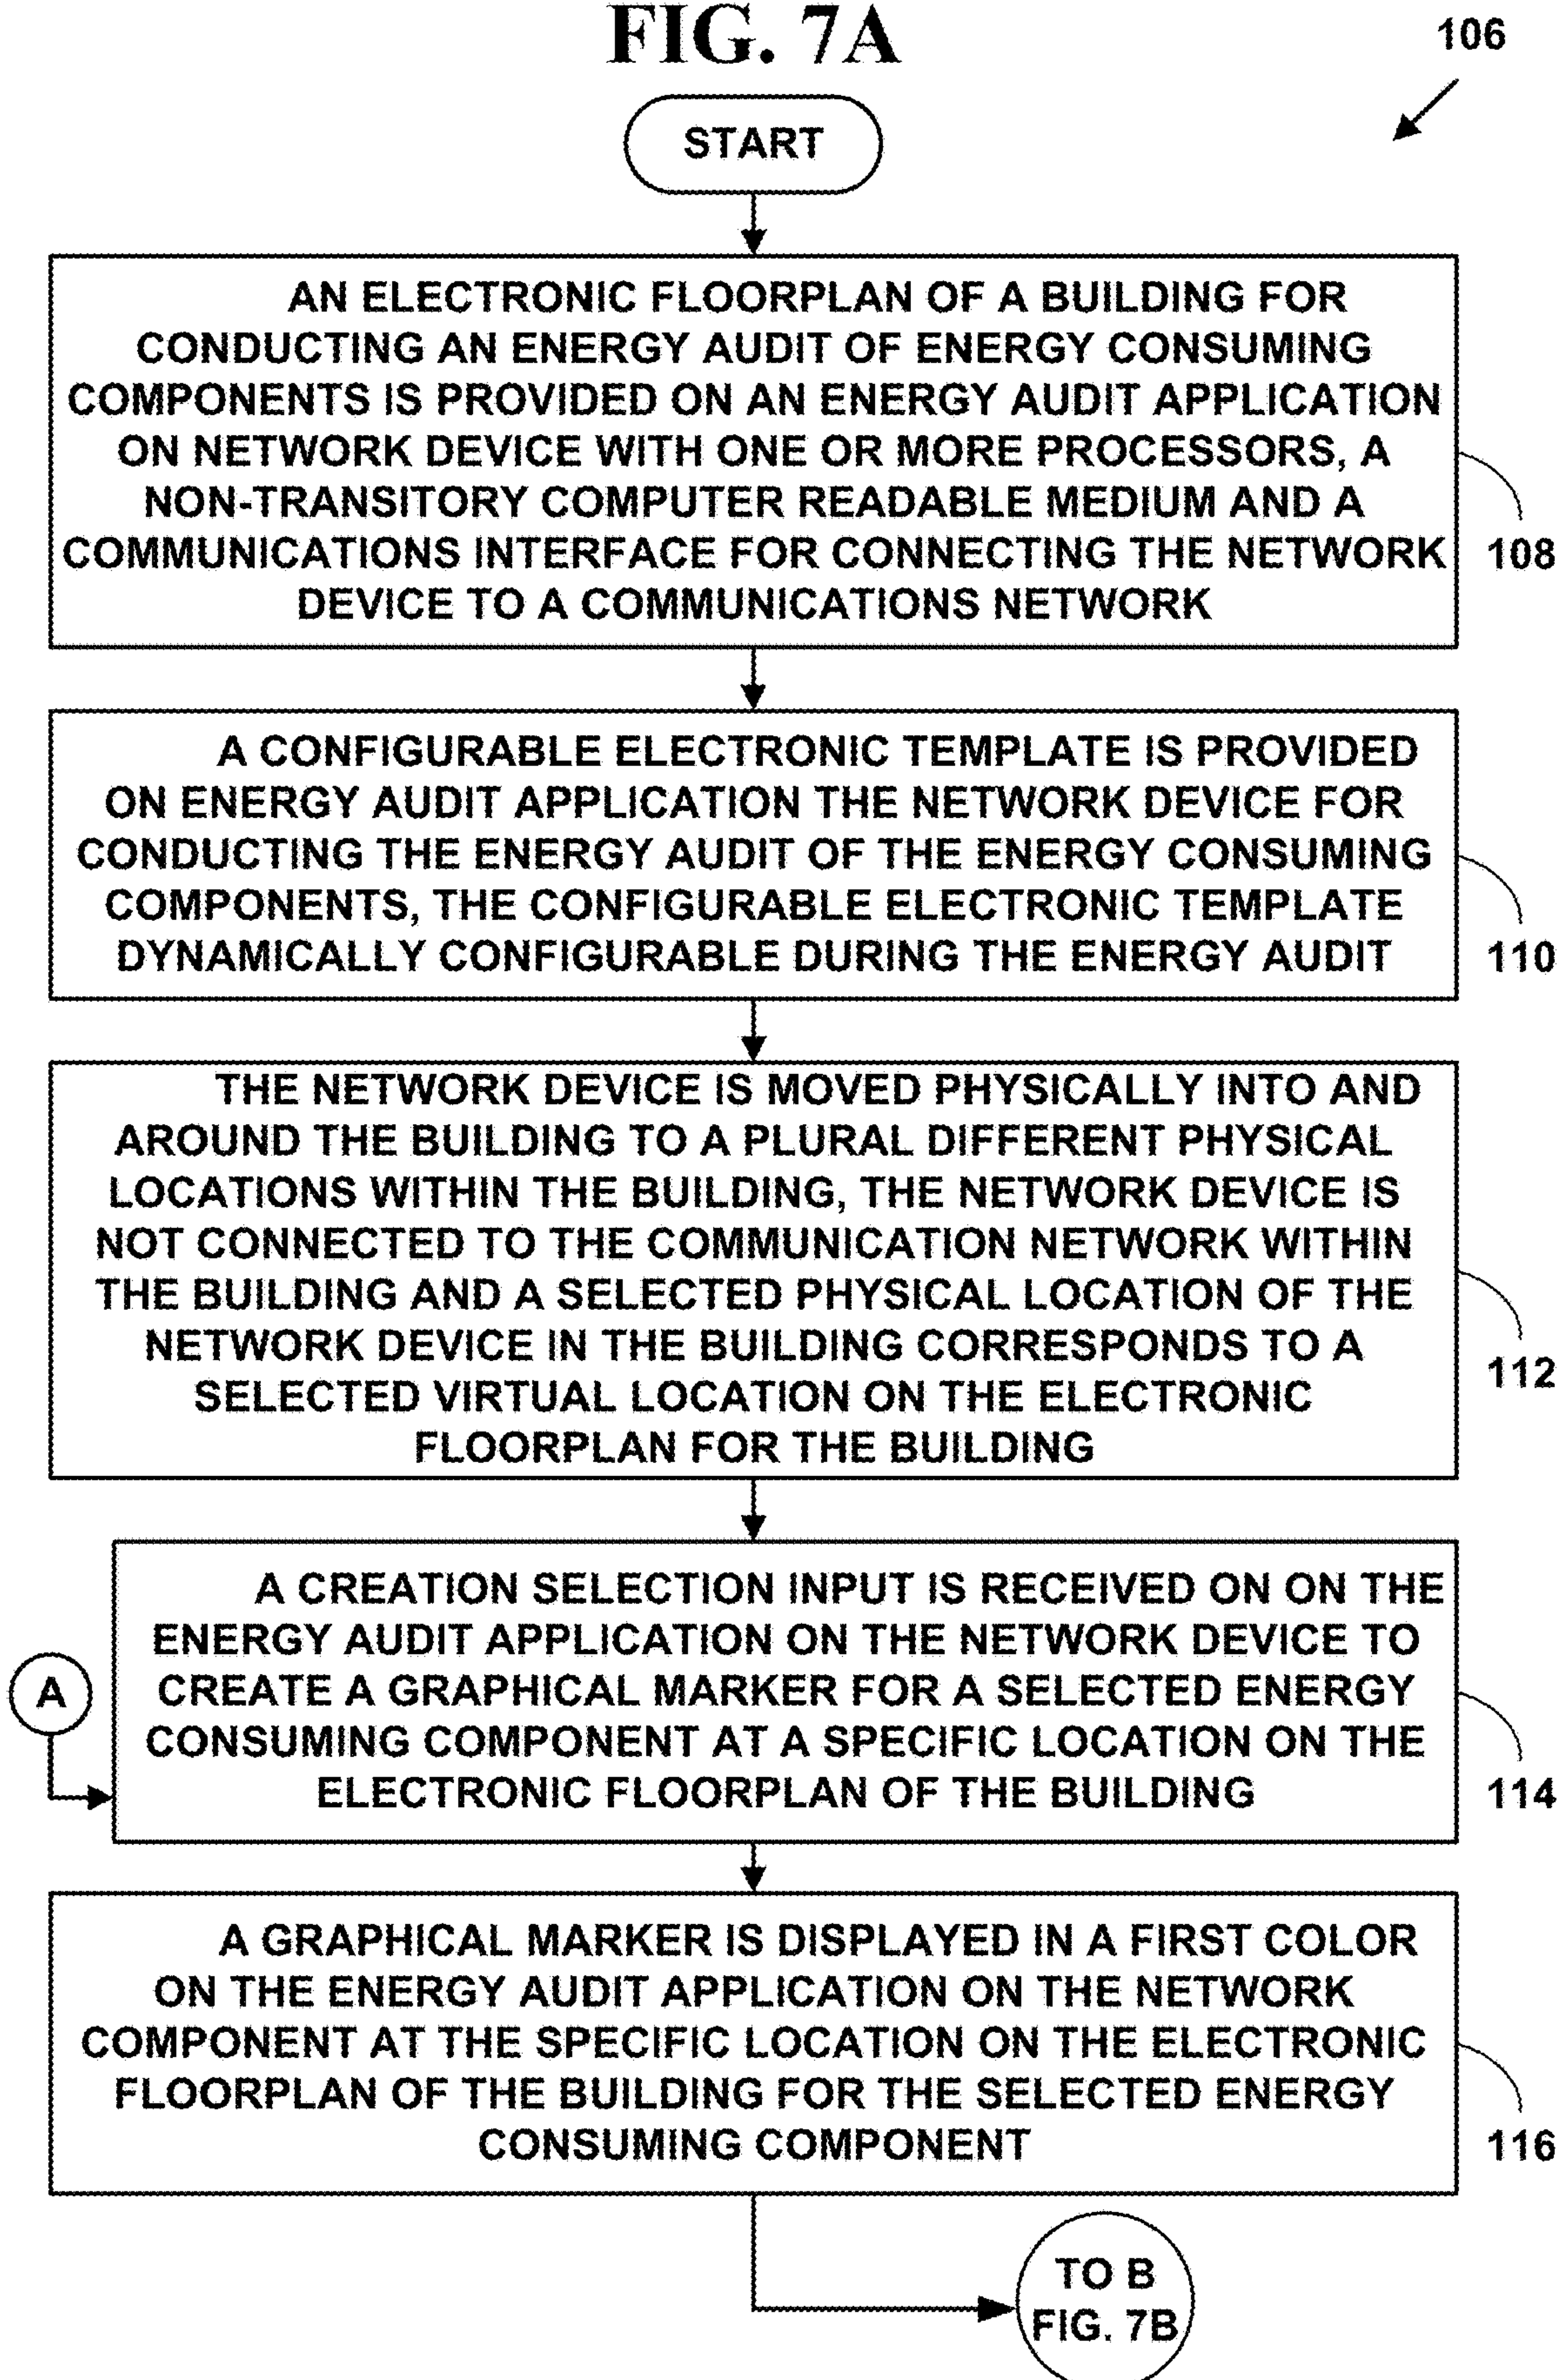 FIG. 7A
106
START
AN ELECTRONIC FLOORPLAN OF A BUILDING FOR
CONDUCTING AN ENERGY AUDIT OF ENERGY CONSUMING
COMPONENTS IS PROVIDED ON AN ENERGY AUDIT APPLICATION
ON NETWORK DEVICE WITH ONE OR MORE PROCESSORS, A
NON-TRANSITORY COMPUTER READABLE MEDIUM AND A
COMMUNICATIONS INTERFACE FOR CONNECTING THE NETWORK
DEVICE TO A COMMUNICATIONS NETWORK
108
A CONFIGURABLE ELECTRONIC TEMPLATE IS PROVIDED
ON ENERGY AUDIT APPLICATION THE NETWORK DEVICE FOR
CONDUCTING THE ENERGY AUDIT OF THE ENERGY CONSUMING
COMPONENTS, THE CONFIGURABLE ELECTRONIC TEMPLATE
DYNAMICALLY CONFIGURABLE DURING THE ENERGY AUDIT
110
THE NETWORK DEVICE IS MOVED PHYSICALLY INTO AND
AROUND THE BUILDING TO A PLURAL DIFFERENT PHYSICAL
LOCATIONS WITHIN THE BUILDING, THE NETWORK DEVICE IS
NOT CONNECTED TO THE COMMUNICATION NETWORK WITHIN
THE BUILDING AND A SELECTED PHYSICAL LOCATION OF THE
NETWORK DEVICE IN THE BUILDING CORRESPONDS TO A
SELECTED VIRTUAL LOCATION ON THE ELECTRONIC
FLOORPLAN FOR THE BUILDING
112
A CREATION SELECTION INPUT IS RECEIVED ON ON THE
ENERGY AUDIT APPLICATION ON THE NETWORK DEVICE TO
CREATE A GRAPHICAL MARKER FOR A SELECTED ENERGY
CONSUMING COMPONENT AT A SPECIFIC LOCATION ON THE
ELECTRONIC FLOORPLAN OF THE BUILDING
A
114
A GRAPHICAL MARKER IS DISPLAYED IN A FIRST COLOR
ON THE ENERGY AUDIT APPLICATION ON THE NETWORK
COMPONENT AT THE SPECIFIC LOCATION ON THE ELECTRONIC
FLOORPLAN OF THE BUILDING FOR THE SELECTED ENERGY
CONSUMING COMPONENT
116
TO B
FIG. 7B